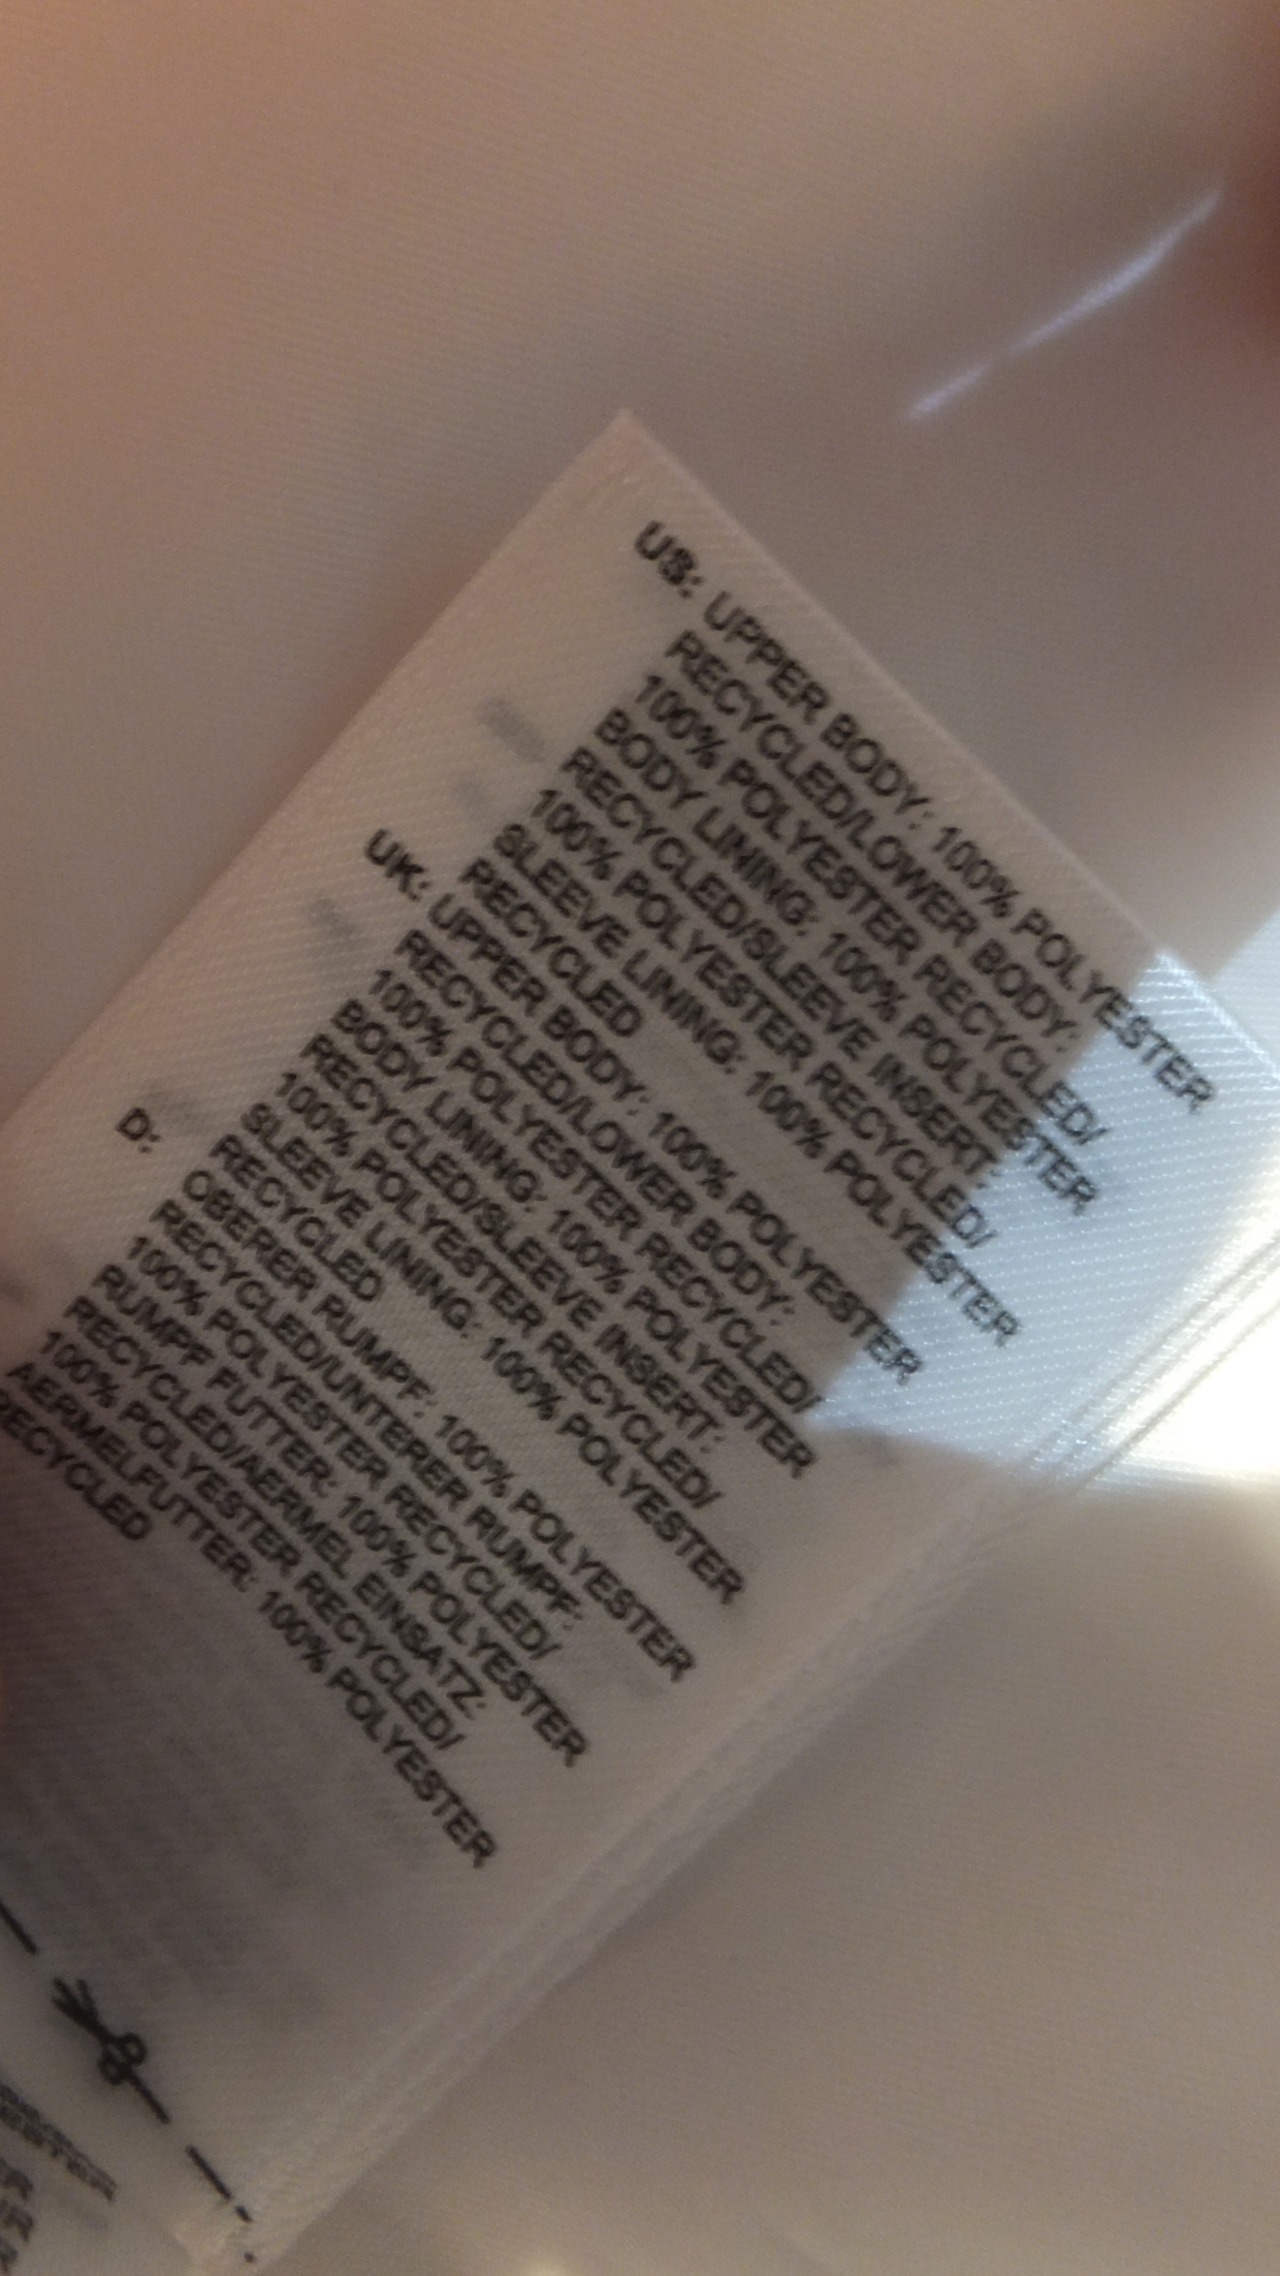 US: UPPER BODY: 100% POLYESTER
RECYCLED/LOWER BODY:
100% POLYESTER RECYCLED/
BODY LINING: 100% POLYESTER
RECYCLED/SLEEVE INSERT:
100% POLYESTER RECYCLED/
SLEEVE LINING: 100% POLYESTER
RECYCLED
UK: UPPER BODY: 100% POLYESTER
RECYCLED/LOWER BODY:
100% POLYESTER RECYCLED/
BODY LINING: 100% POLYESTER
RECYCLED/SLEEVE INSERT:
100% POLYESTER RECYCLED/
SLEEVE LINING: 100% POLYESTER
RECYCLED
D: OBERER RUMPF: 100% POLYESTER
RECYCLED/UNTERER RUMPF:
100% POLYESTER RECYCLED/
RUMPF FUTTER: 100% POLYESTER
RECYCLED/AERMEL EINSATZ:
100% POLYESTER RECYCLED/
AERMELFUTTER: 100% POLYESTER
ECYCLED